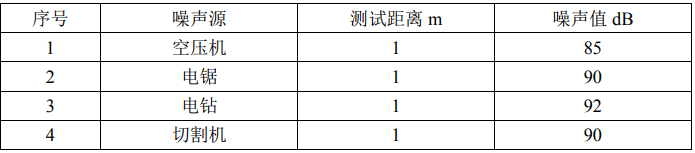 序号 噪声源 测试距离 m 噪声值 dB
1 空压机 1 85
2 电锯 1 90
3 电钻 1 92
4 切割机 1 90